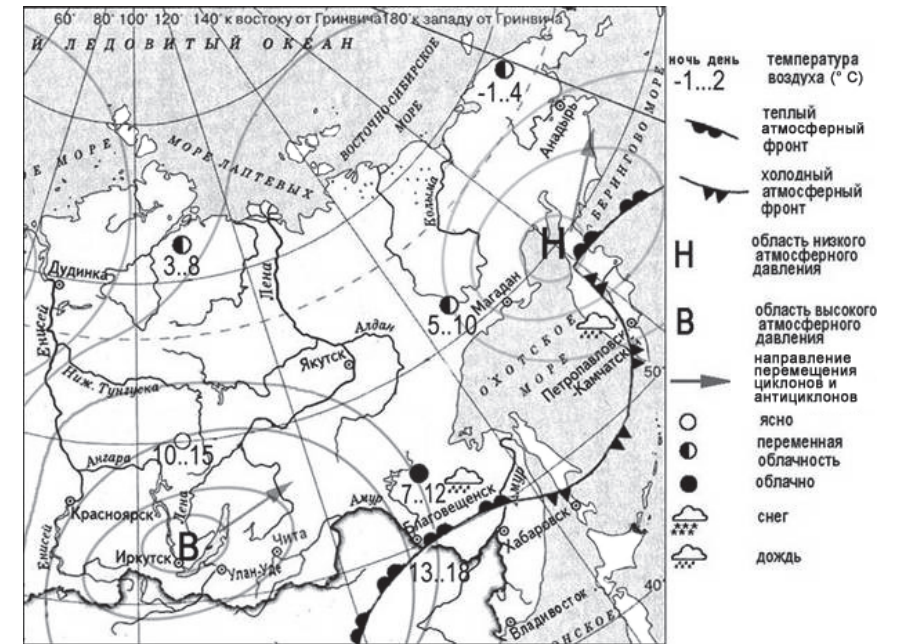 60° 80° 100° 120° 140° к востоку от Гринвича 180° к западу от Гринвича
Й ЛЕДОВИТЫЙ ОКЕАН
ВОСТОЧНО-СИБИРСКОЕ
МОРЕ
-1..4
Анадырь
БЕРИНГОВО МОРЕ
Е МОРЕ
МОРЕ ЛАПТЕВЫХ
Колыма
Н
3..8
Дудинка
Лена
5..10
Магадан
Енисей
Алдан
Якутск
ОХОТСКОЕ
МОРЕ
Петропавловск
-Камчатск
50°
Ниж. Тунгуска
10..15
Ангара
7..12
Амур
Амур
Благовещенск
Красноярск
Лена
Хабаровск
Енисей
Иркутск
В
Чита
Улан-Удэ
13..18
40°
Владивосток
ОНСКОЕ
ночь день
-1...2
температура
воздуха (° С)
теплый
атмосферный
фронт
холодный
атмосферный
фронт
Н
область низкого
атмосферного
давления
В
область высокого
атмосферного
давления
направление
перемещения
циклонов и
антициклонов
ясно
переменная
облачность
облачно
снег
дождь